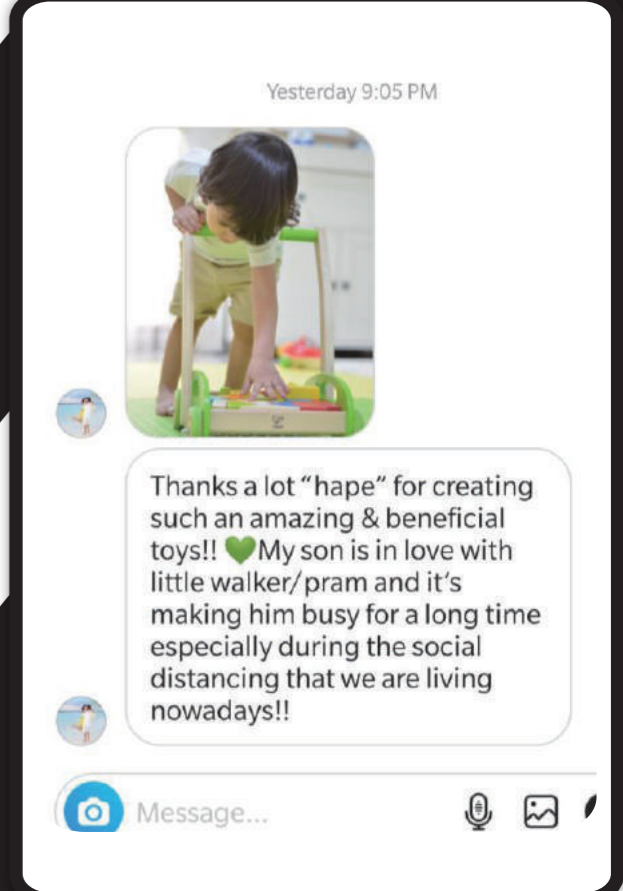 Yesterday 9:05 PM
Thanks a lot “hape” for creating
such an amazing & beneficial
toys!! 💚My son is in love with
little walker/pram and it’s
making him busy for a long time
especially during the social
distancing that we are living
nowadays!!
Message...